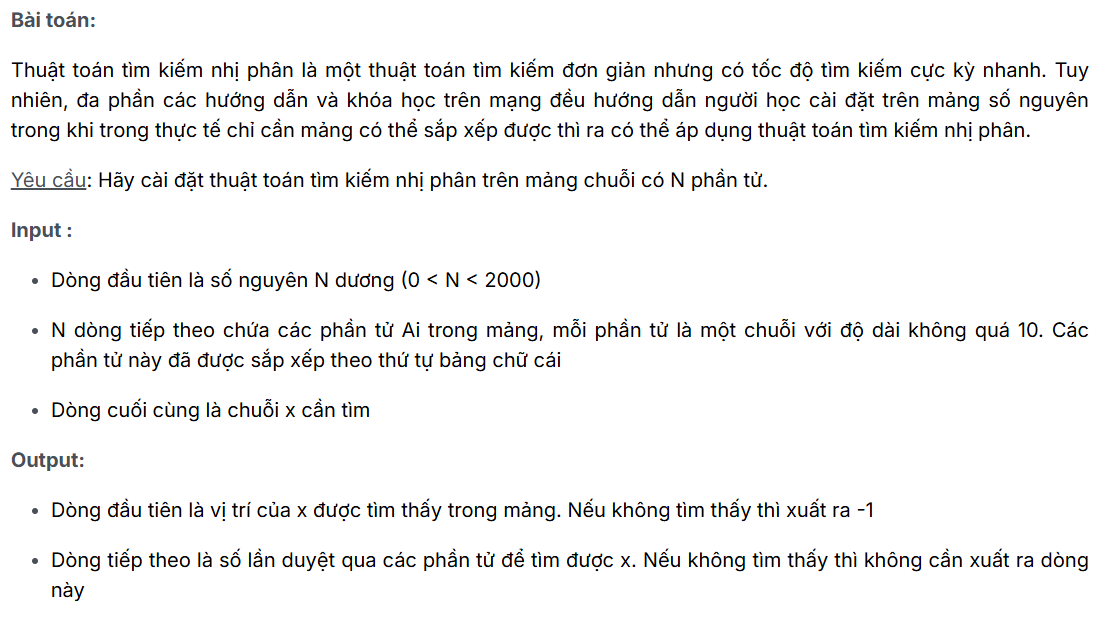 Bài toán:
Thuật toán tìm kiếm nhị phân là một thuật toán tìm kiếm đơn giản nhưng có tốc độ tìm kiếm cực kỳ nhanh. Tuy
nhiên, đa phần các hướng dẫn và khóa học trên mạng đều hướng dẫn người học cài đặt trên mảng số nguyên
trong khi trong thực tế chỉ cần mảng có thể sắp xếp được thì ra có thể áp dụng thuật toán tìm kiếm nhị phân.
Yêu cầu: Hãy cài đặt thuật toán tìm kiếm nhị phân trên mảng chuỗi có N phần tử.
Input :
• Dòng đầu tiên là số nguyên N dương (0 < N < 2000)
• N dòng tiếp theo chứa các phần tử Ai trong mảng, mỗi phần tử là một chuỗi với độ dài không quá 10. Các
phần tử này đã được sắp xếp theo thứ tự bảng chữ cái
• Dòng cuối cùng là chuỗi x cần tìm
Output:
• Dòng đầu tiên là vị trí của x được tìm thấy trong mảng. Nếu không tìm thấy thì xuất ra -1
• Dòng tiếp theo là số lần duyệt qua các phần tử để tìm được x. Nếu không tìm thấy thì không cần xuất ra dòng
này